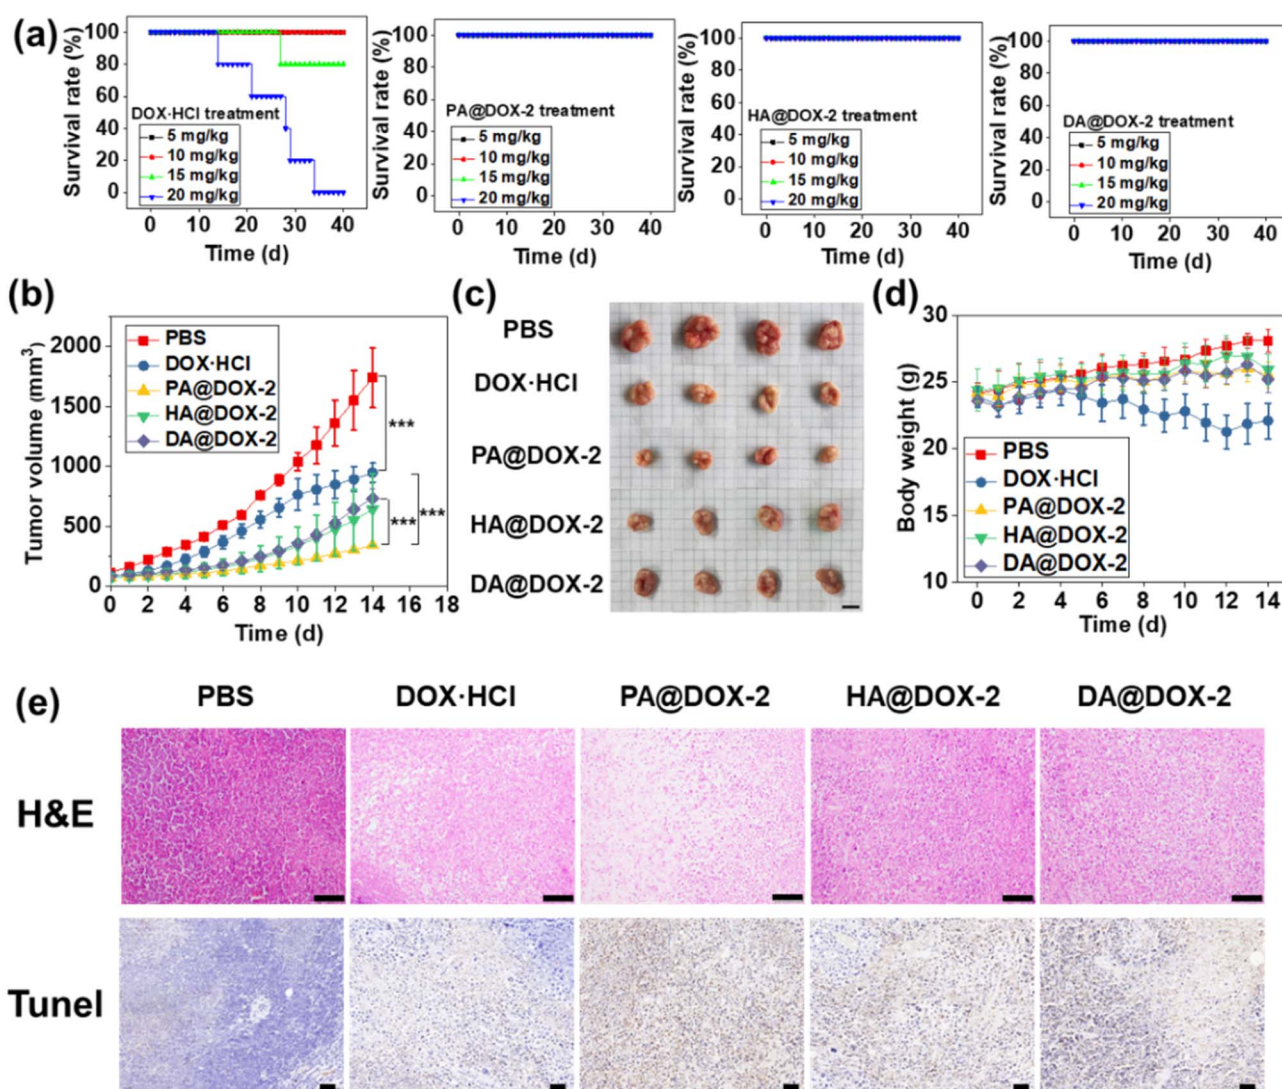 (a)
Survival rate (%)
100
80
60
40
20
0
DOX·HCl treatment
5 mg/kg
10 mg/kg
15 mg/kg
20 mg/kg
0 10 20 30 40
Time (d)
Survival rate (%)
100
80
60
40
20
0
PA@DOX-2 treatment
5 mg/kg
10 mg/kg
15 mg/kg
20 mg/kg
0 10 20 30 40
Time (d)
Survival rate (%)
100
80
60
40
20
0
HA@DOX-2 treatment
5 mg/kg
10 mg/kg
15 mg/kg
20 mg/kg
0 10 20 30 40
Time (d)
Survival rate (%)
100
80
60
40
20
0
DA@DOX-2 treatment
5 mg/kg
10 mg/kg
15 mg/kg
20 mg/kg
0 10 20 30 40
Time (d)
(b)
Tumor volume (mm³)
2000
1500
1000
500
0
PBS
DOX·HCl
PA@DOX-2
HA@DOX-2
DA@DOX-2
***
***
***
0 2 4 6 8 10 12 14 16 18
Time (d)
(c)
PBS
DOX·HCl
PA@DOX-2
HA@DOX-2
DA@DOX-2
(d)
Body weight (g)
30
25
20
15
10
PBS
DOX·HCl
PA@DOX-2
HA@DOX-2
DA@DOX-2
0 2 4 6 8 10 12 14
Time (d)
(e)
PBS DOX·HCl PA@DOX-2 HA@DOX-2 DA@DOX-2
H&E
Tunel